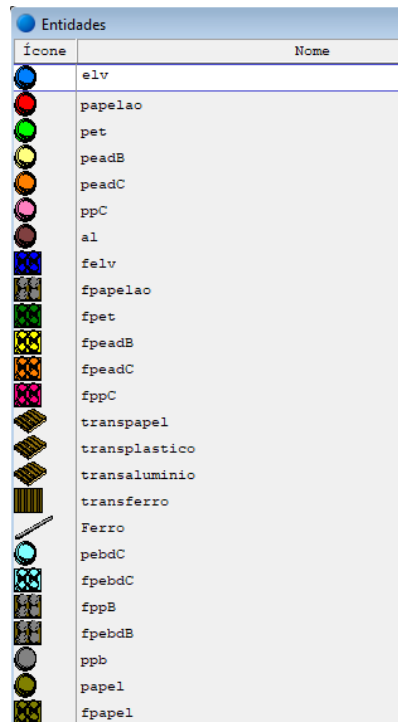 Entidades
Ícone Nome
elv
papelao
pet
peadB
peadC
ppC
al
felv
fpapelao
fpet
fpeadB
fpeadC
fppC
transpapel
transplastico
transaluminio
transferro
Ferro
pebdC
fpebdC
fppB
fpebdB
ppb
papel
fpapel